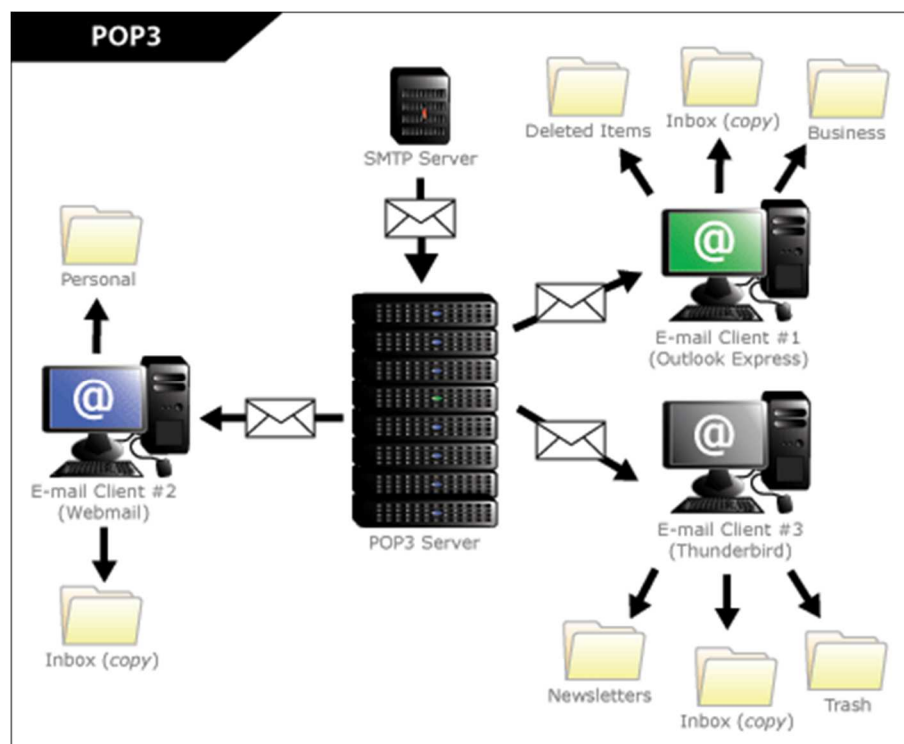 POP3
SMTP Server
Deleted Items
Inbox (copy)
Business
Personal
@
E-mail Client #1
(Outlook Express)
@
E-mail Client #2
(Webmail)
POP3 Server
@
E-mail Client #3
(Thunderbird)
Inbox (copy)
Newsletters
Inbox (copy)
Trash